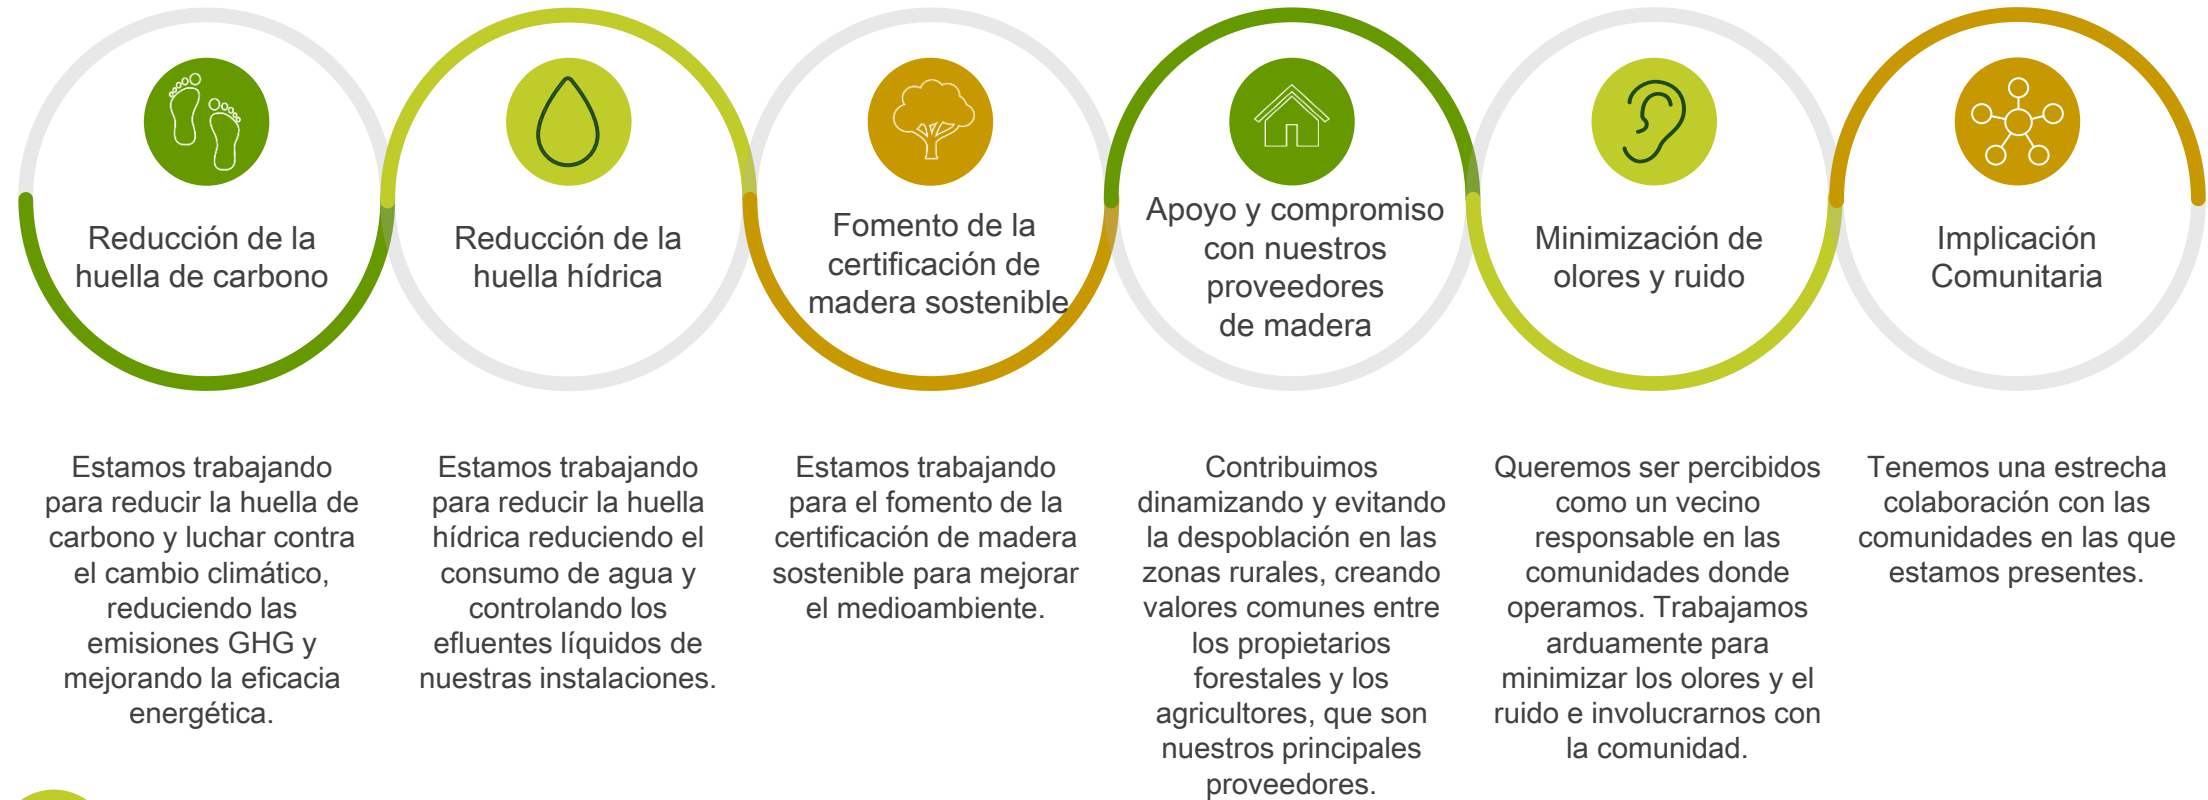 Reducción de la
huella de carbono
Reducción de la
huella hídrica
Fomento de la
certificación de
madera sostenible
Apoyo y compromiso
con nuestros
proveedores
de madera
Minimización de
olores y ruido
Implicación
Comunitaria
Estamos trabajando
para reducir la huella de
carbono y luchar contra
el cambio climático,
reduciendo las
emisiones GHG y
mejorando la eficacia
energética.
Estamos trabajando
para reducir la huella
hídrica reduciendo el
consumo de agua y
controlando los
efluentes líquidos de
nuestras instalaciones.
Estamos trabajando
para el fomento de la
certificación de madera
sostenible para mejorar
el medioambiente.
Contribuimos
dinamizando y evitando
la despoblación en las
zonas rurales, creando
valores comunes entre
los propietarios
forestales y los
agricultores, que son
nuestros principales
proveedores.
Queremos ser percibidos
como un vecino
responsable en las
comunidades donde
operamos. Trabajamos
arduamente para
minimizar los olores y el
ruido e involucrarnos con
la comunidad.
Tenemos una estrecha
colaboración con las
comunidades en las que
estamos presentes.